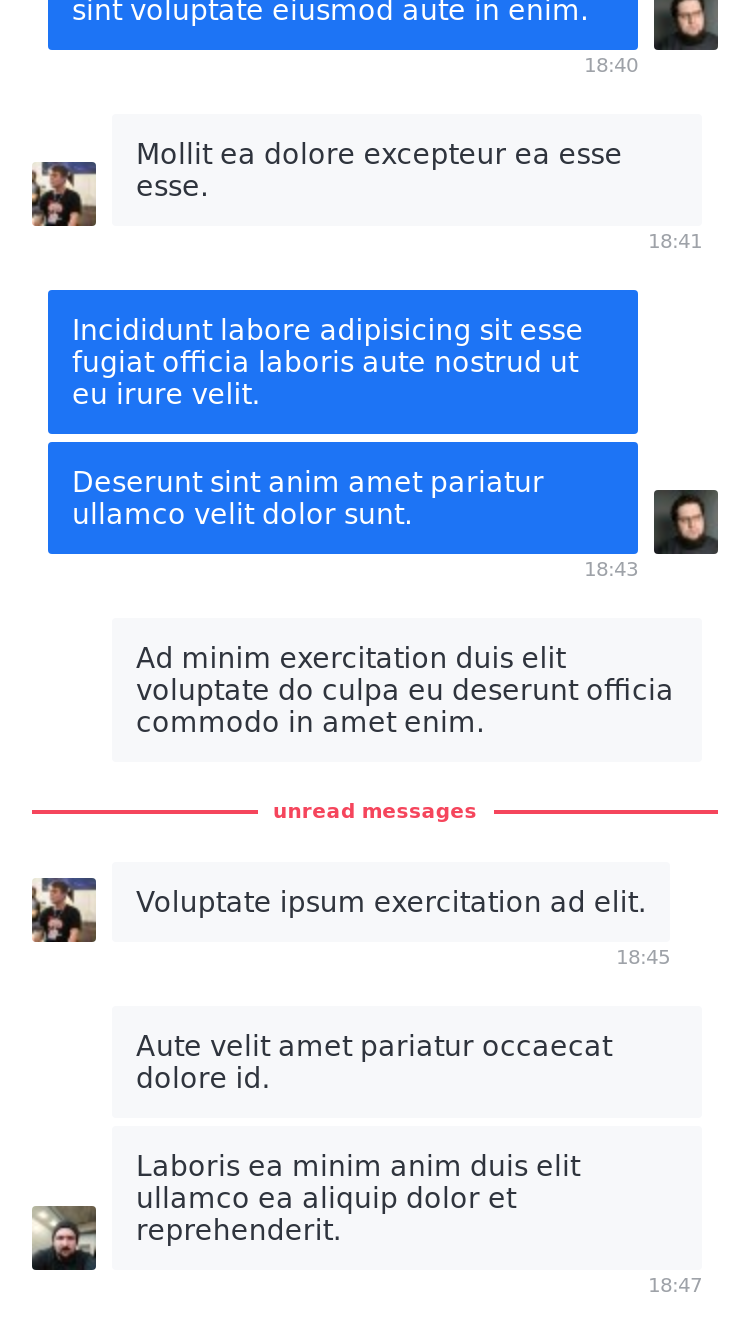 sint voluptate eiusmod aute in enim.
18:40
Mollit ea dolore excepteur ea esse
esse.
18:41
Incididunt labore adipisicing sit esse
fugiat officia laboris aute nostrud ut
eu irure velit.
Deserunt sint anim amet pariatur
ullamco velit dolor sunt.
18:43
Ad minim exercitation duis elit
voluptate do culpa eu deserunt officia
commodo in amet enim.
unread messages
Voluptate ipsum exercitation ad elit.
18:45
Aute velit amet pariatur occaecat
dolore id.
Laboris ea minim anim duis elit
ullamco ea aliquip dolor et
reprehenderit.
18:47